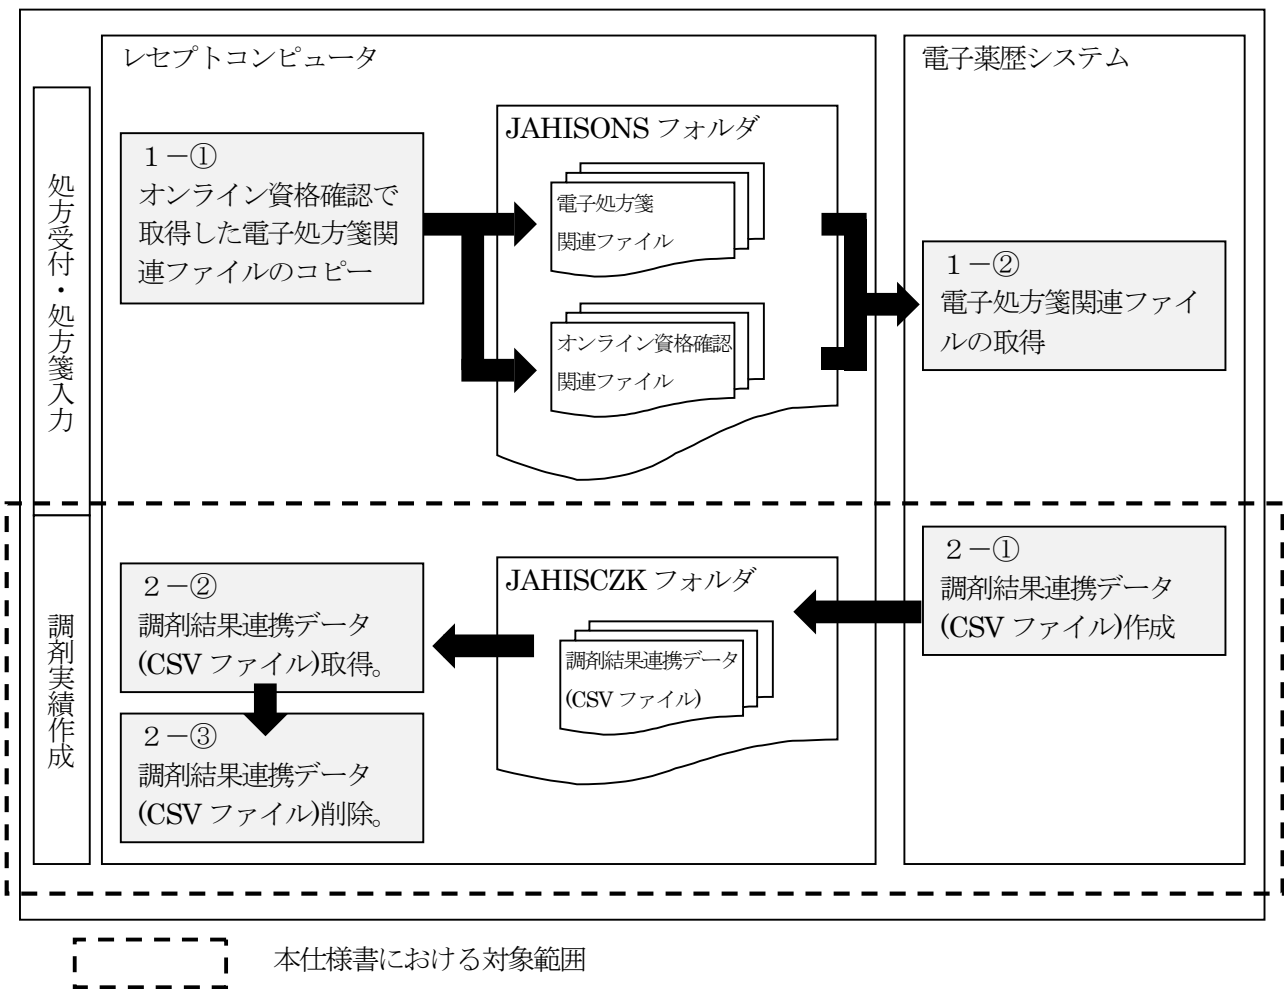 レセプトコンピュータ
電子薬歴システム
処方受付・処方箋入力
1-①
オンライン資格確認で
取得した電子処方箋関
連ファイルのコピー
JAHISONS フォルダ
電子処方箋
関連ファイル
オンライン資格確認
関連ファイル
1-②
電子処方箋関連ファイ
ルの取得
調剤実績作成
2-①
調剤結果連携データ
(CSV ファイル)作成
JAHISCZK フォルダ
調剤結果連携データ
(CSV ファイル)
2-②
調剤結果連携データ
(CSV ファイル)取得。
2-③
調剤結果連携データ
(CSV ファイル)削除。
本仕様書における対象範囲